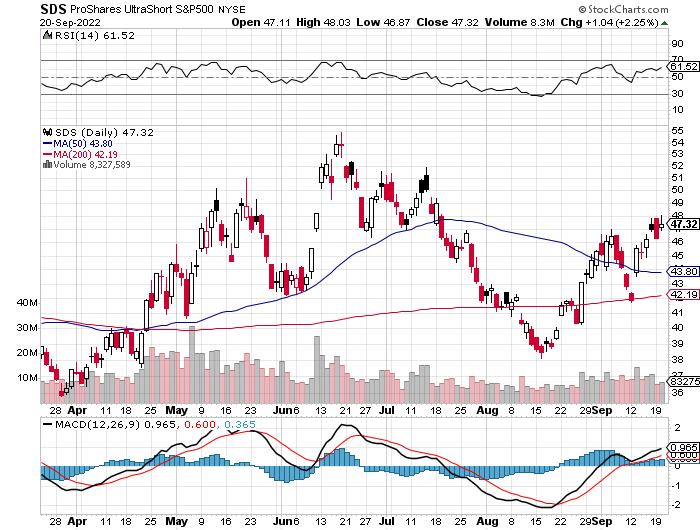 SDS ProShares UltraShort S&P500 NYSE © StockCharts.com
20-Sep-2022 Open 47.11 High 48.03 Low 46.87 Close 47.32 Volume 8.3M Chg +1.04 (+2.25%)
RSI(14) 61.52
90
70
61.52
50
30
10
SDS (Daily) 47.32
MA(50) 43.80
MA(200) 42.19
Volume 8,327,589
55
54
53
52
51
50
49
48
47.32
46
45
43.80
43
42.19
41
40
39
38
37
36
40M
30M
20M
10M
83275
28 Apr 11 18 25 May 9 16 23 Jun 6 13 21 27 Jul 11 18 25 Aug 8 15 22 29 Sep 12 19
MACD(12,26,9) 0.965, 0.600, 0.365
2
1
0.965
0.600
0
-1
-2
28 Apr 11 18 25 May 9 16 23 Jun 6 13 21 27 Jul 11 18 25 Aug 8 15 22 29 Sep 12 19